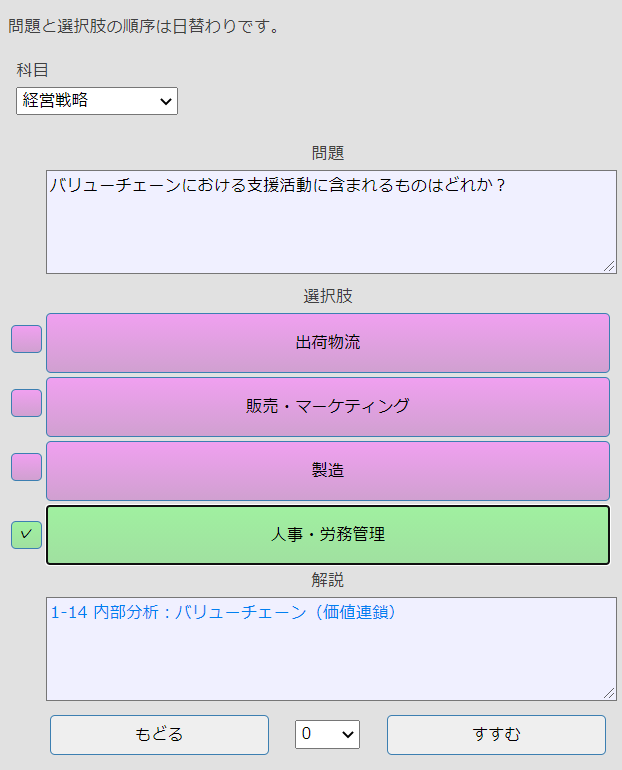 問題と選択肢の順序は日替わりです。
科目
経営戦略
問題
バリューチェーンにおける支援活動に含まれるものはどれか？
選択肢
出荷物流
販売・マーケティング
製造
✓ 人事・労務管理
解説
1-14 内部分析：バリューチェーン（価値連鎖）
もどる 0 すすむ